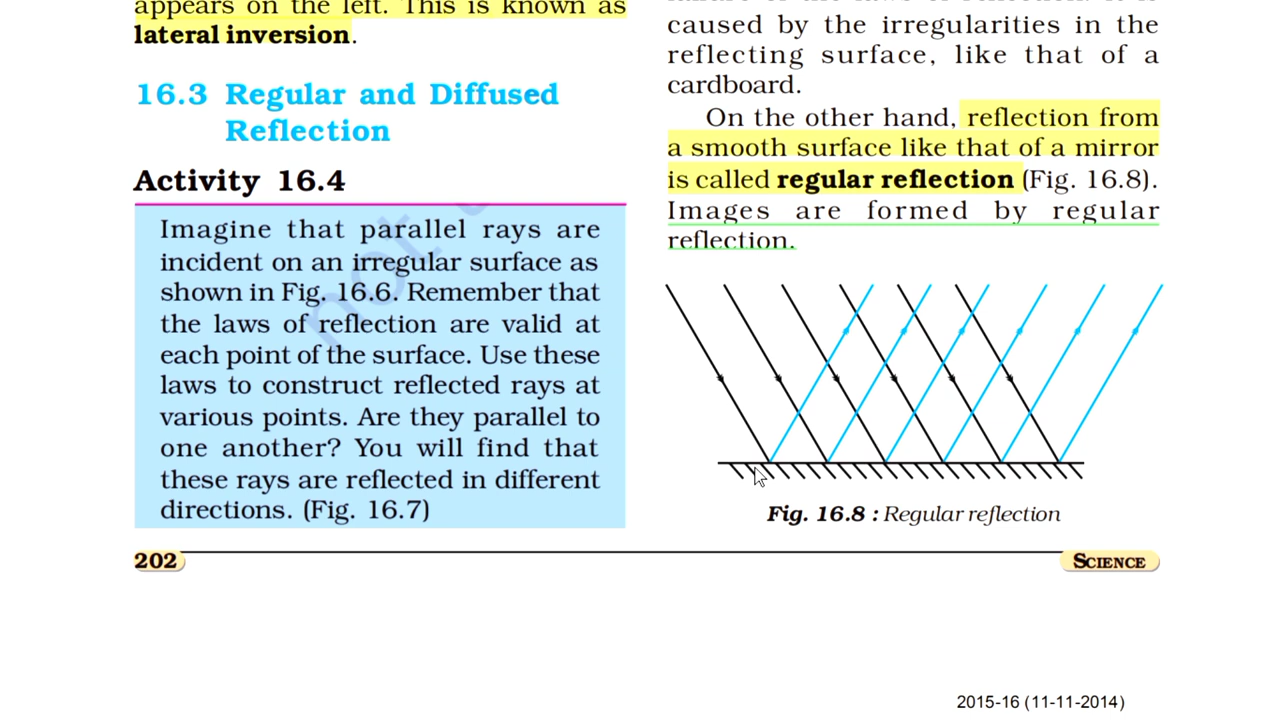 appears on the left. This is known as
lateral inversion.
16.3 Regular and Diffused
Reflection
Activity 16.4
Imagine that parallel rays are
incident on an irregular surface as
shown in Fig. 16.6. Remember that
the laws of reflection are valid at
each point of the surface. Use these
laws to construct reflected rays at
various points. Are they parallel to
one another? You will find that
these rays are reflected in different
directions. (Fig. 16.7)
caused by the irregularities in the
reflecting surface, like that of a
cardboard.
On the other hand, reflection from
a smooth surface like that of a mirror
is called regular reflection (Fig. 16.8).
Images are formed by regular
reflection.
Fig. 16.8 : Regular reflection
202
SCIENCE
2015-16 (11-11-2014)